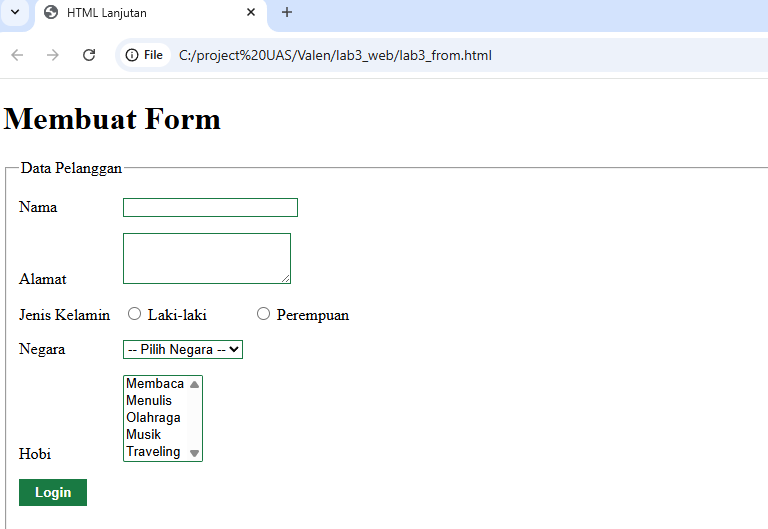 HTML Lanjutan
File C:/project%20UAS/Valen/lab3_web/lab3_from.html
Membuat Form
Data Pelanggan
Nama
Alamat
Jenis Kelamin Laki-laki Perempuan
Negara -- Pilih Negara --
Membaca
Menulis
Olahraga
Musik
Traveling
Hobi
Login